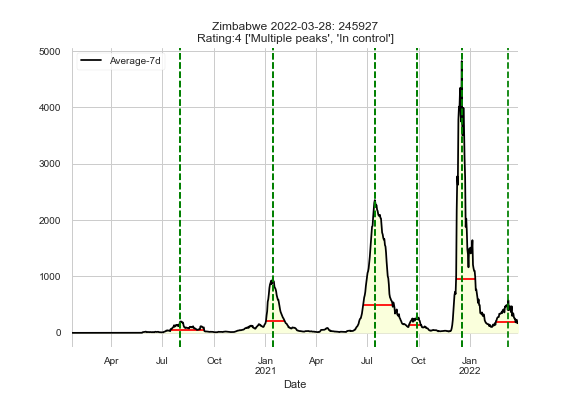 Zimbabwe 2022-03-28: 245927
Rating:4 ['Multiple peaks', 'In control']
Average-7d
5000
4000
3000
2000
1000
0
Apr Jul Oct Jan Apr Jul Oct Jan
2021 2022
Date